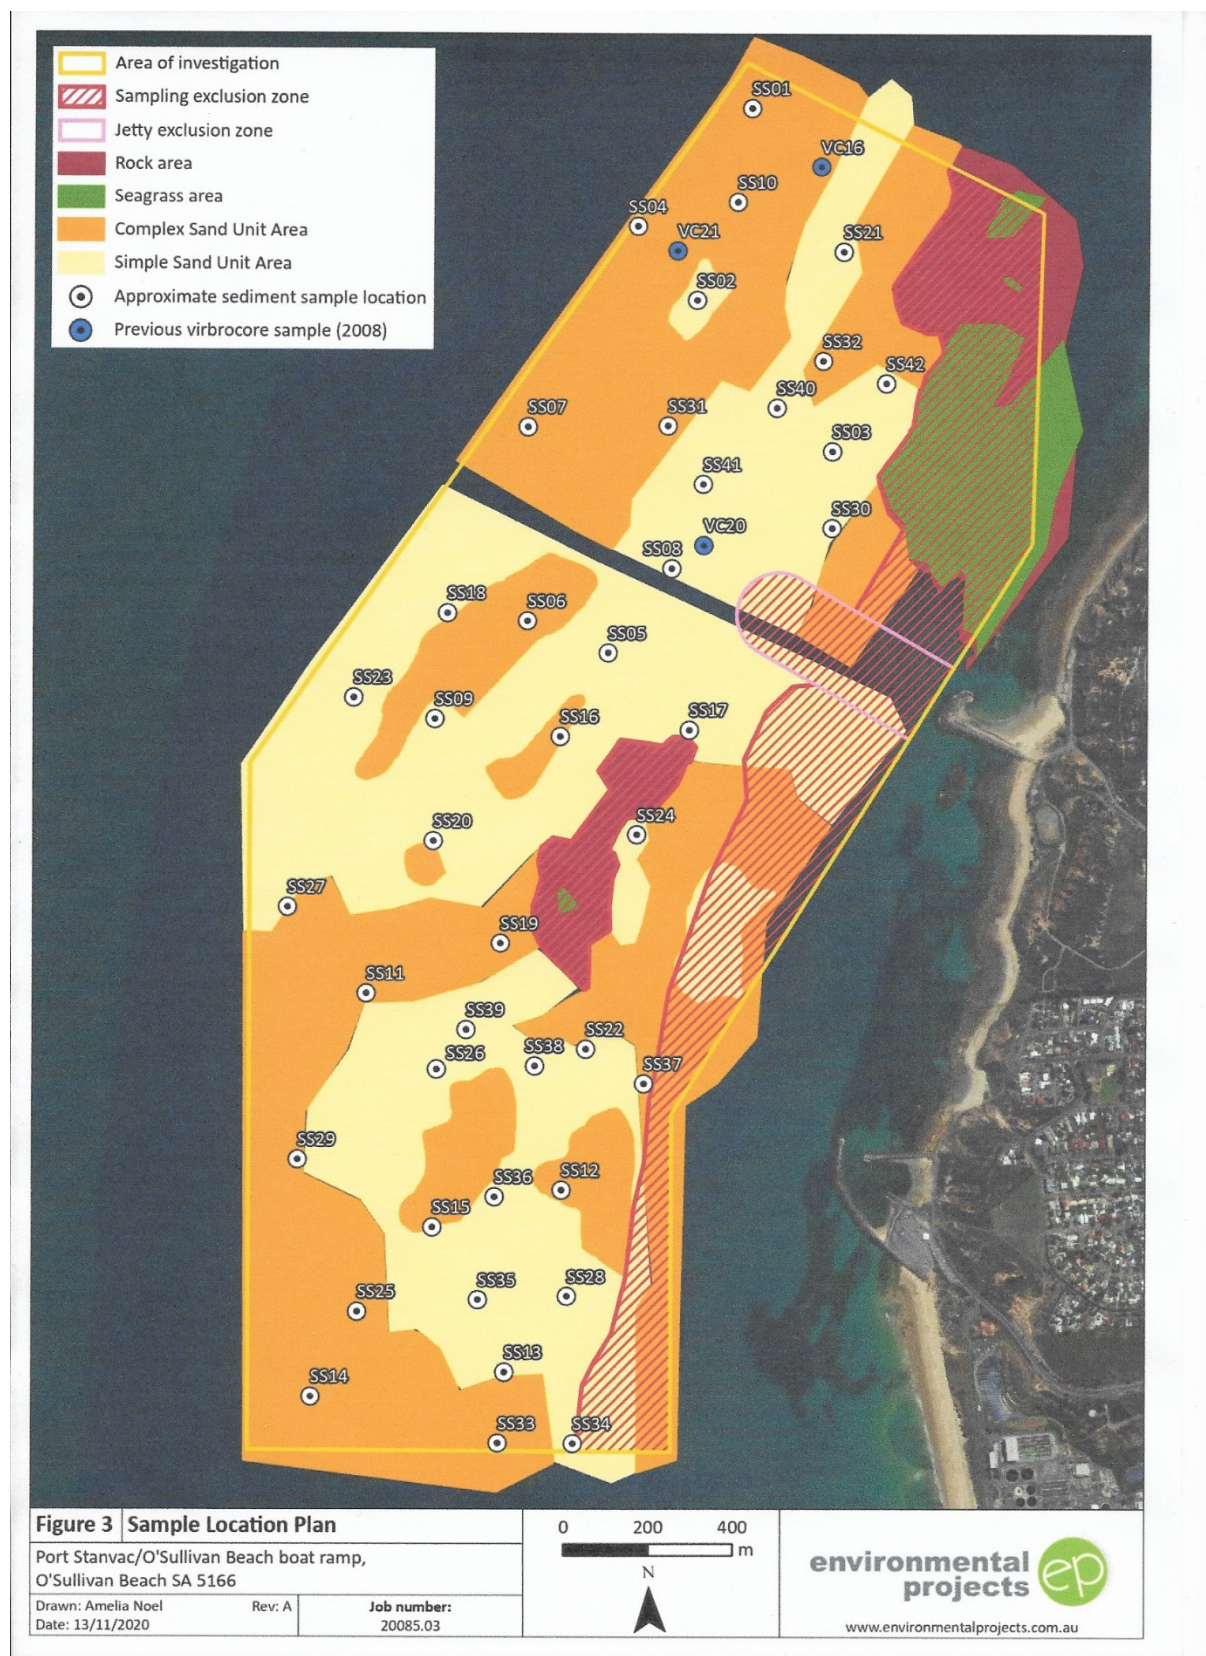 Area of investigation
Sampling exclusion zone
Jetty exclusion zone
Rock area
Seagrass area
Complex Sand Unit Area
Simple Sand Unit Area
Approximate sediment sample location
Previous virbrocore sample (2008)
SS01
VC16
SS10
SS04
VC21
SS21
SS02
SS32
SS42
SS40
SS07
SS31
SS03
SS41
SS30
VC20
SS08
SS18
SS06
SS05
SS23
SS09
SS16
SS17
SS20
SS24
SS27
SS19
SS11
SS39
SS22
SS38
SS26
SS37
SS29
SS12
SS36
SS15
SS25
SS28
SS35
SS13
SS14
SS33
SS34
Figure 3 Sample Location Plan
Port Stanvac/O'Sullivan Beach boat ramp,
O'Sullivan Beach SA 5166
Drawn: Amelia Noel Rev: A
Date: 13/11/2020
Job number:
20085.03
0 200 400
m
N
environmental
projects
ep
www.environmentalprojects.com.au